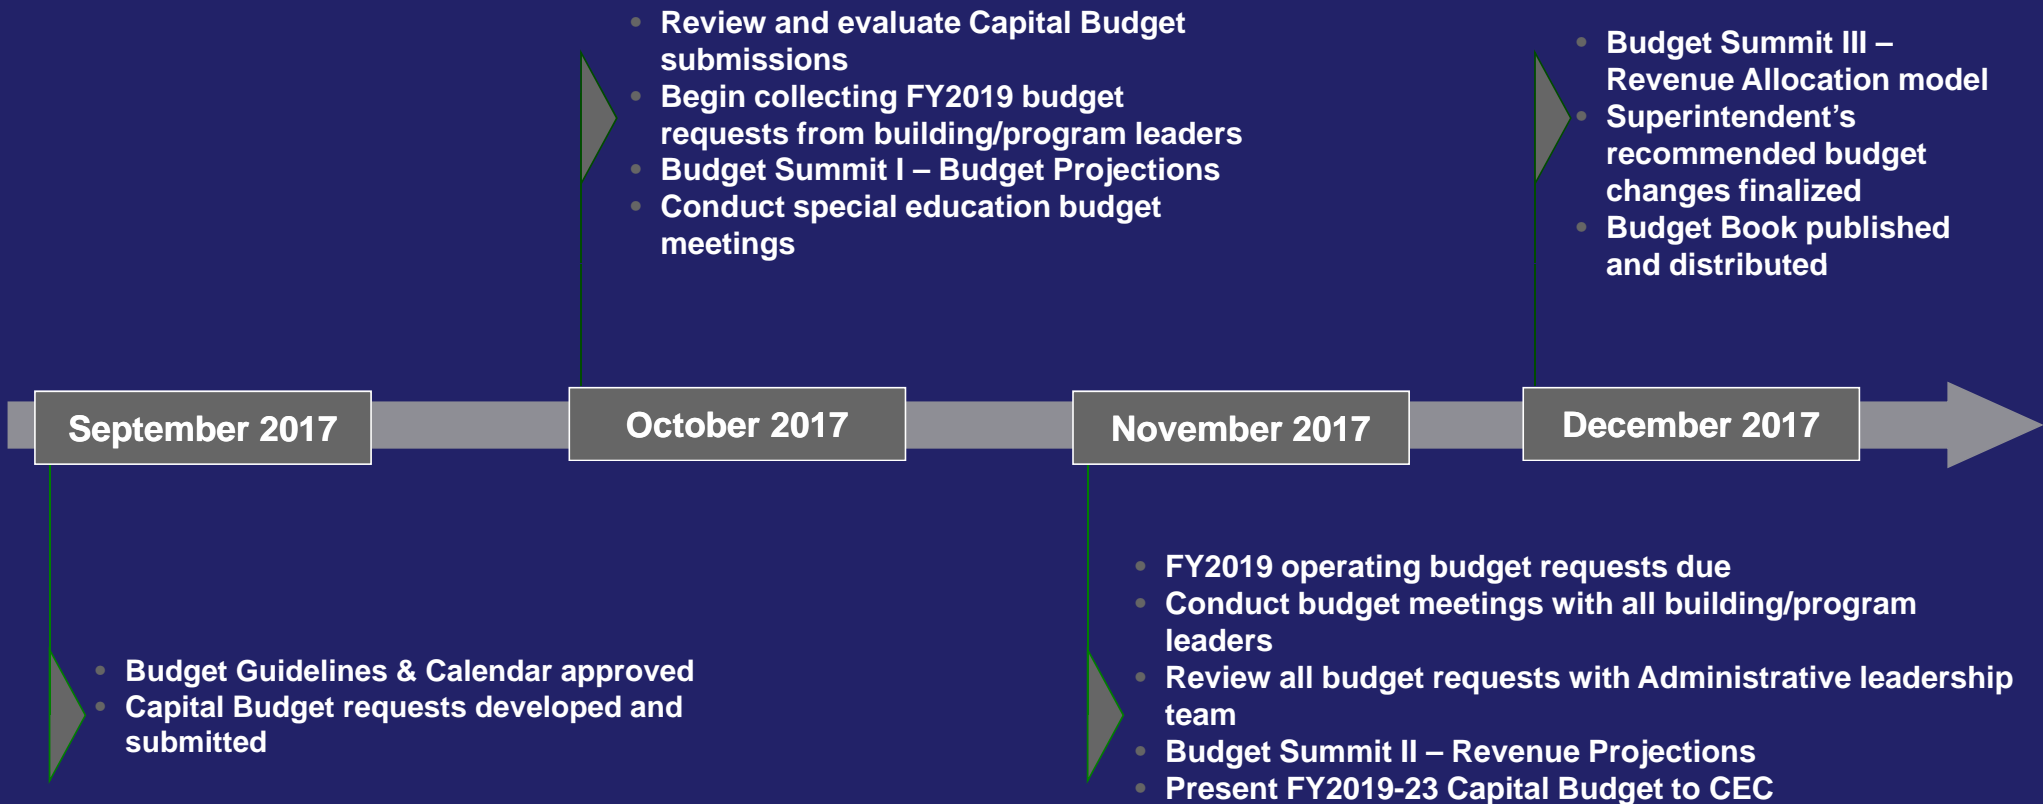 • Review and evaluate Capital Budget
submissions
• Begin collecting FY2019 budget
requests from building/program leaders
• Budget Summit I – Budget Projections
• Conduct special education budget
meetings
• Budget Summit III –
Revenue Allocation model
• Superintendent’s
recommended budget
changes finalized
• Budget Book published
and distributed
September 2017
October 2017
November 2017
December 2017
• Budget Guidelines & Calendar approved
• Capital Budget requests developed and
submitted
• FY2019 operating budget requests due
• Conduct budget meetings with all building/program
leaders
• Review all budget requests with Administrative leadership
team
• Budget Summit II – Revenue Projections
• Present FY2019-23 Capital Budget to CEC